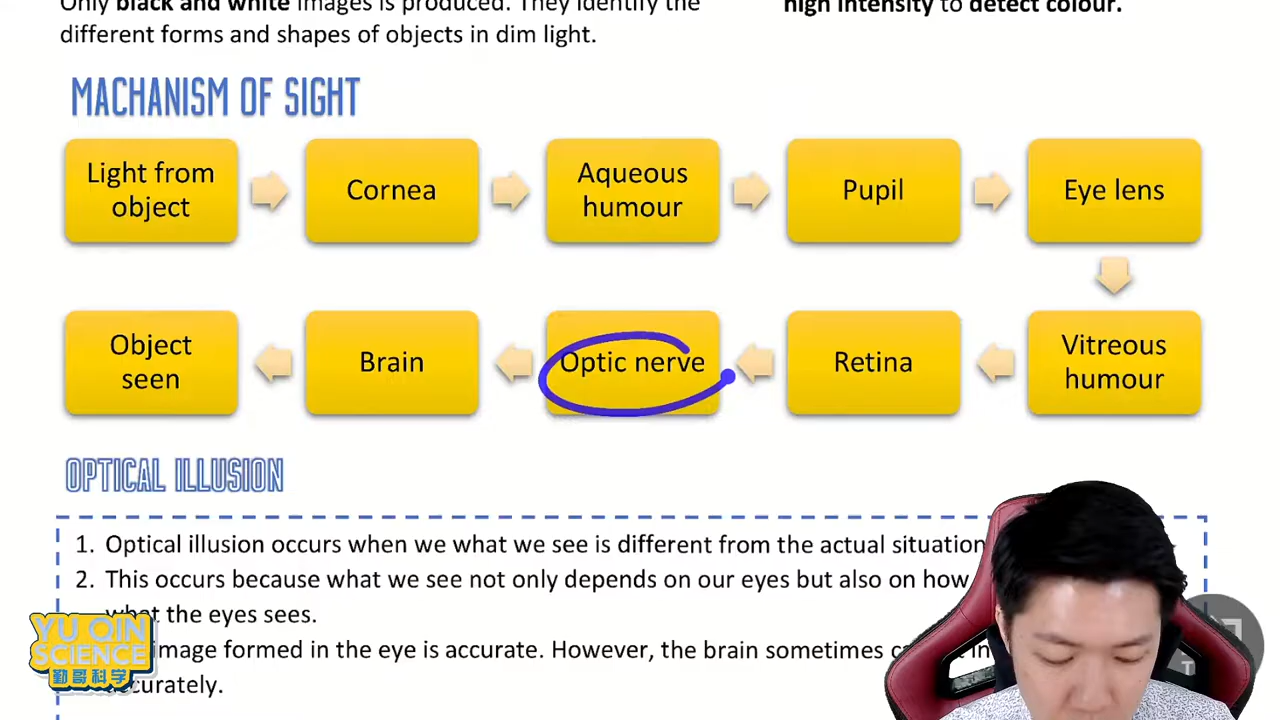 Only black and white images is produced. They identify the
different forms and shapes of objects in dim light.
high intensity to detect colour.
MACHANISM OF SIGHT
Light from
object
Cornea
Aqueous
humour
Pupil
Eye lens
Object
seen
Brain
Optic nerve
Retina
Vitreous
humour
OPTICAL ILLUSION
1. Optical illusion occurs when we what we see is different from the actual situation
2. This occurs because what we see not only depends on our eyes but also on how
what the eyes sees.
image formed in the eye is accurate. However, the brain sometimes
curately.
YU QIN
SCIENCE
勤哥科学